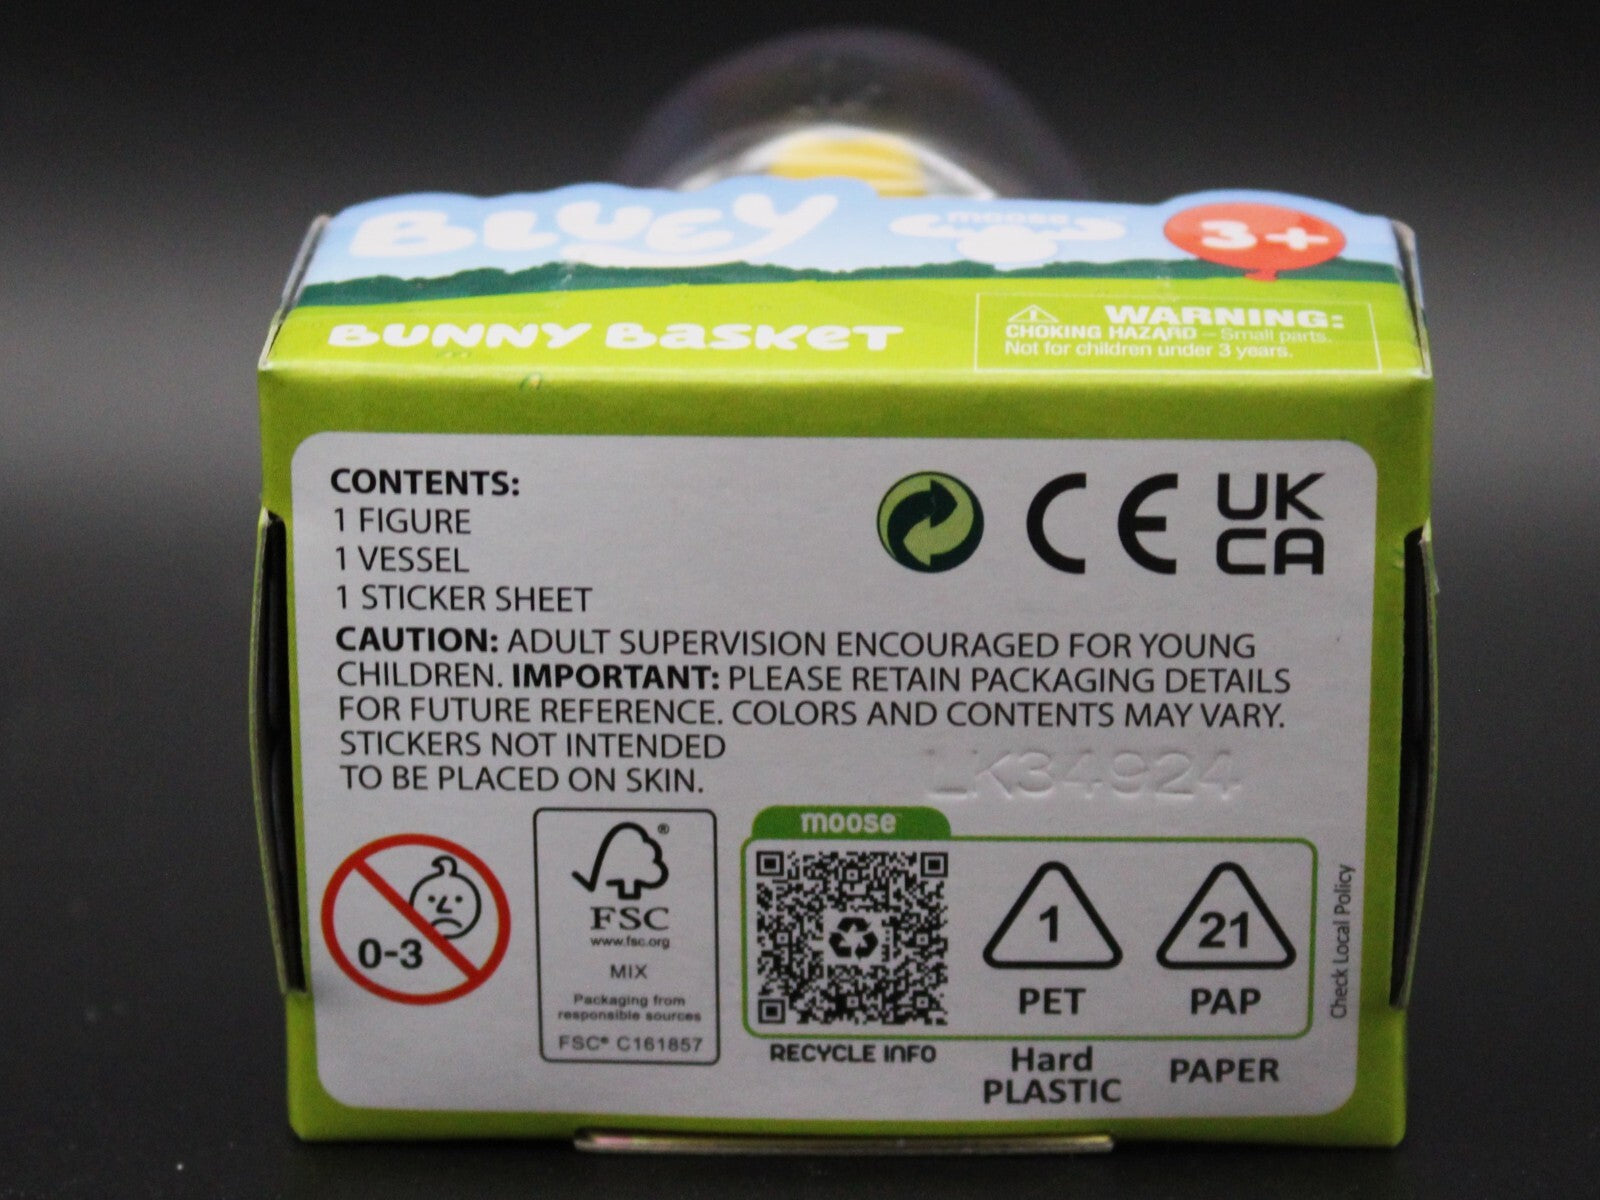 BLUEY
moose
3+
BUNNY BASKET
WARNING:
CHOKING HAZARD – Small parts.
Not for children under 3 years.
CONTENTS:
1 FIGURE
1 VESSEL
1 STICKER SHEET
CE
UK
CA
CAUTION: ADULT SUPERVISION ENCOURAGED FOR YOUNG
CHILDREN. IMPORTANT: PLEASE RETAIN PACKAGING DETAILS
FOR FUTURE REFERENCE. COLORS AND CONTENTS MAY VARY.
STICKERS NOT INTENDED
TO BE PLACED ON SKIN.
LK34924
0-3
®
FSC
www.fsc.org
MIX
Packaging from
responsible sources
FSC® C161857
moose
RECYCLE INFO
1
PET
Hard
PLASTIC
21
PAP
PAPER
Check Local Policy